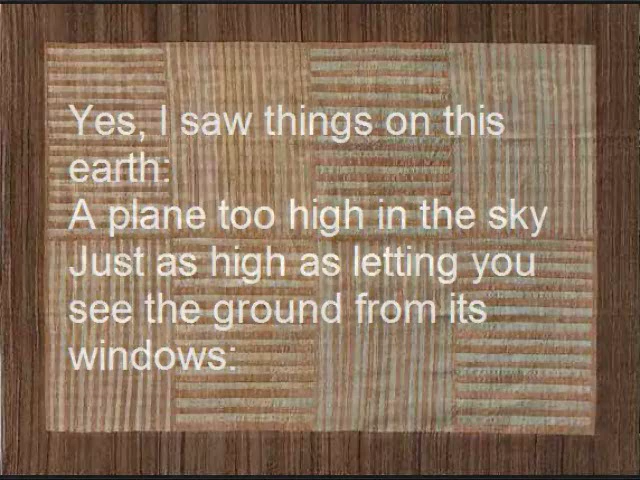 Yes, I saw things on this
earth:
A plane too high in the sky
Just as high as letting you
see the ground from its
windows: